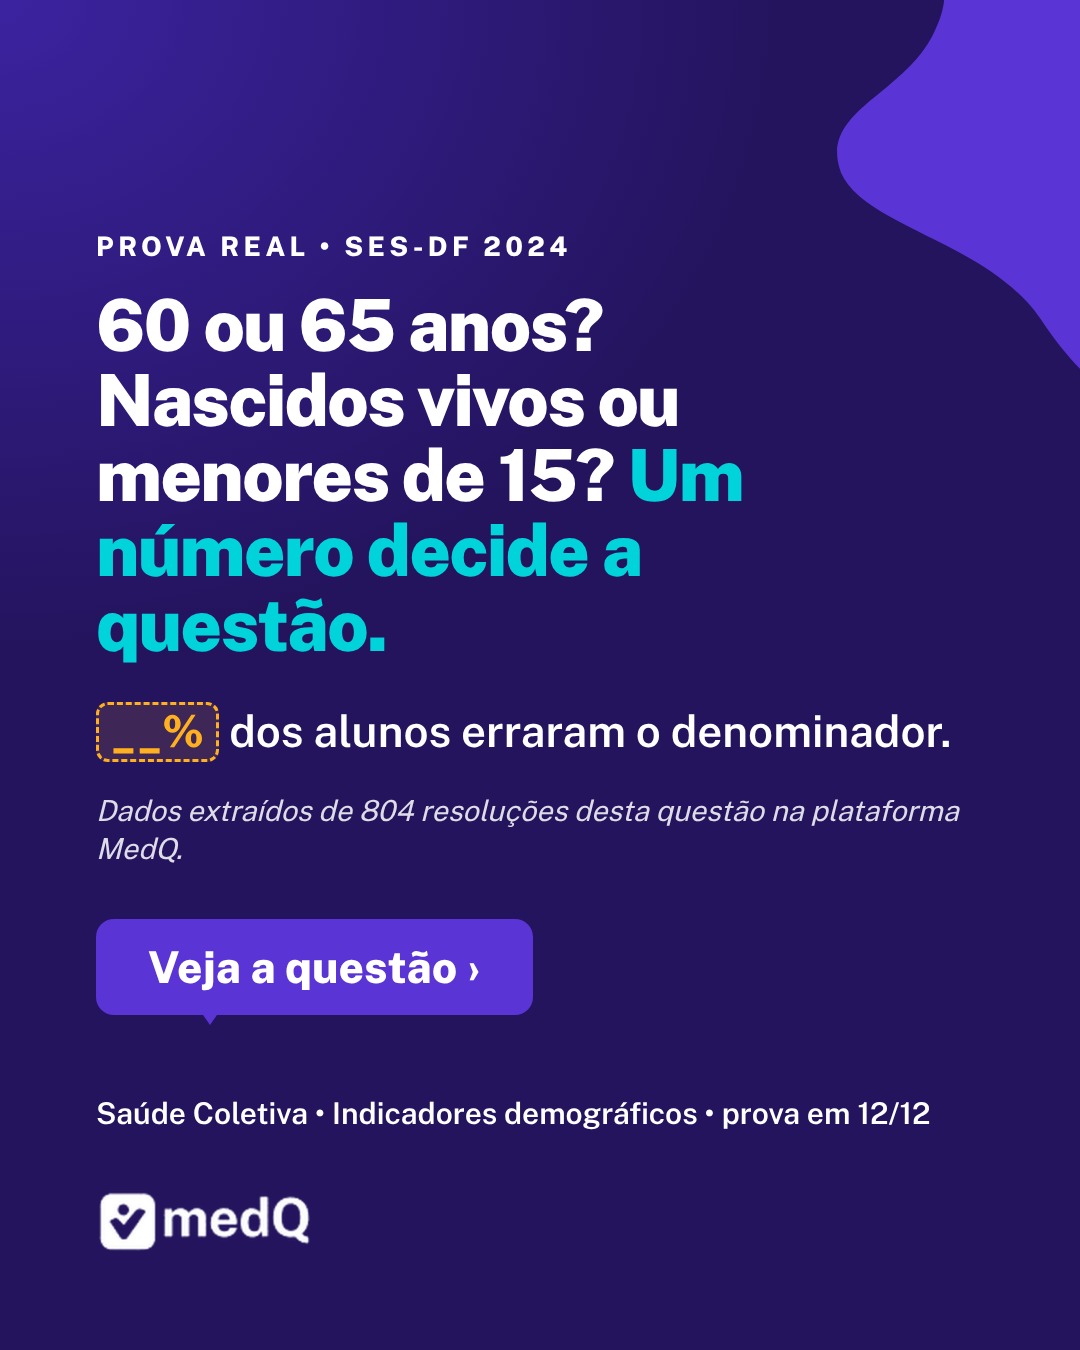 PROVA REAL • SES-DF 2024
60 ou 65 anos?
Nascidos vivos ou
menores de 15? Um
número decide a
questão.
__% dos alunos erraram o denominador.
Dados extraídos de 804 resoluções desta questão na plataforma
MedQ.
Veja a questão ›
Saúde Coletiva • Indicadores demográficos • prova em 12/12
medQ